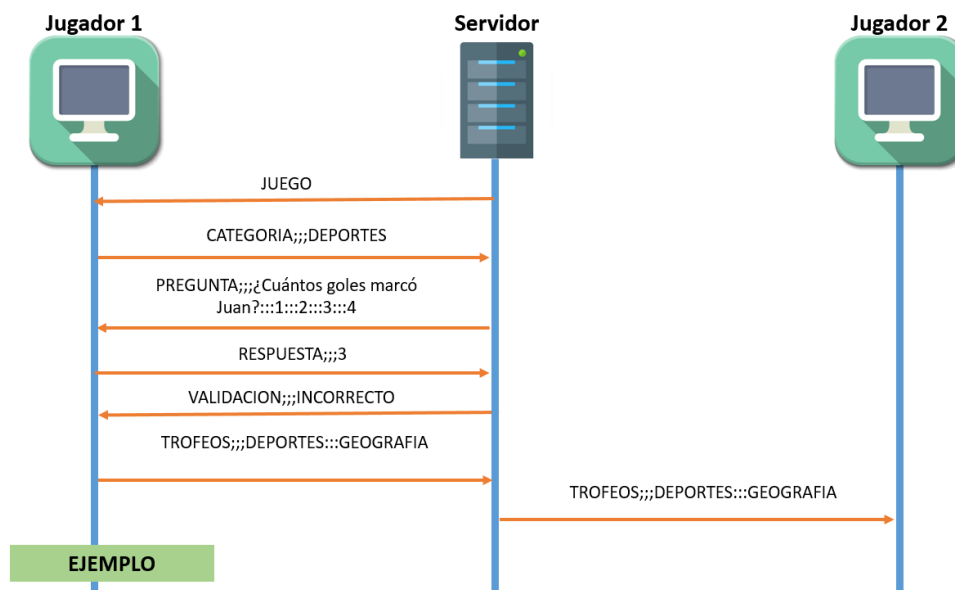 Jugador 1
Servidor
Jugador 2
JUEGO
CATEGORIA;;;DEPORTES
PREGUNTA;;;¿Cuántos goles marcó
Juan?:::1:::2:::3:::4
RESPUESTA;;;3
VALIDACION;;;INCORRECTO
TROFEOS;;;DEPORTES:::GEOGRAFIA
TROFEOS;;;DEPORTES:::GEOGRAFIA
EJEMPLO